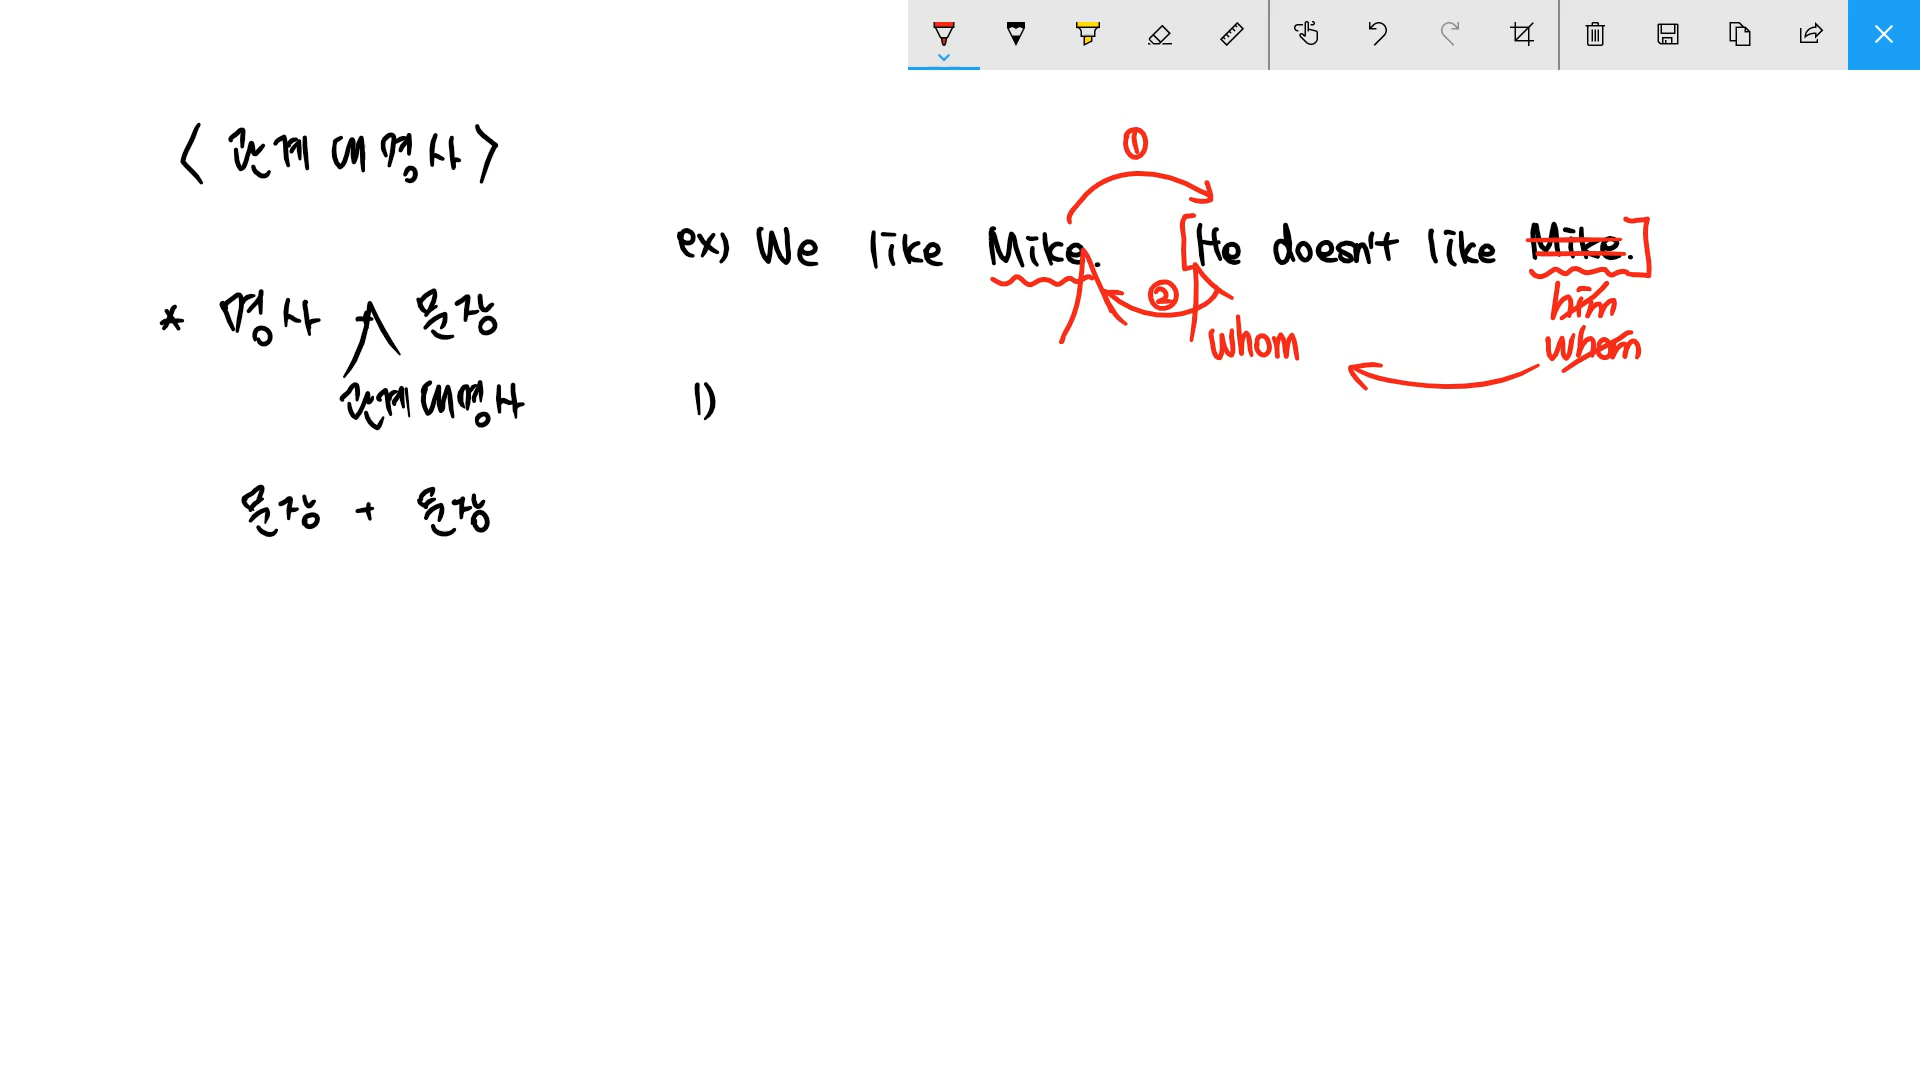 <관계대명사>
①
ex) We like Mike. [He doesn't like Mike.]
②
him
whom
whom
* 명사 + 문장
관계대명사
1)
문장 + 문장